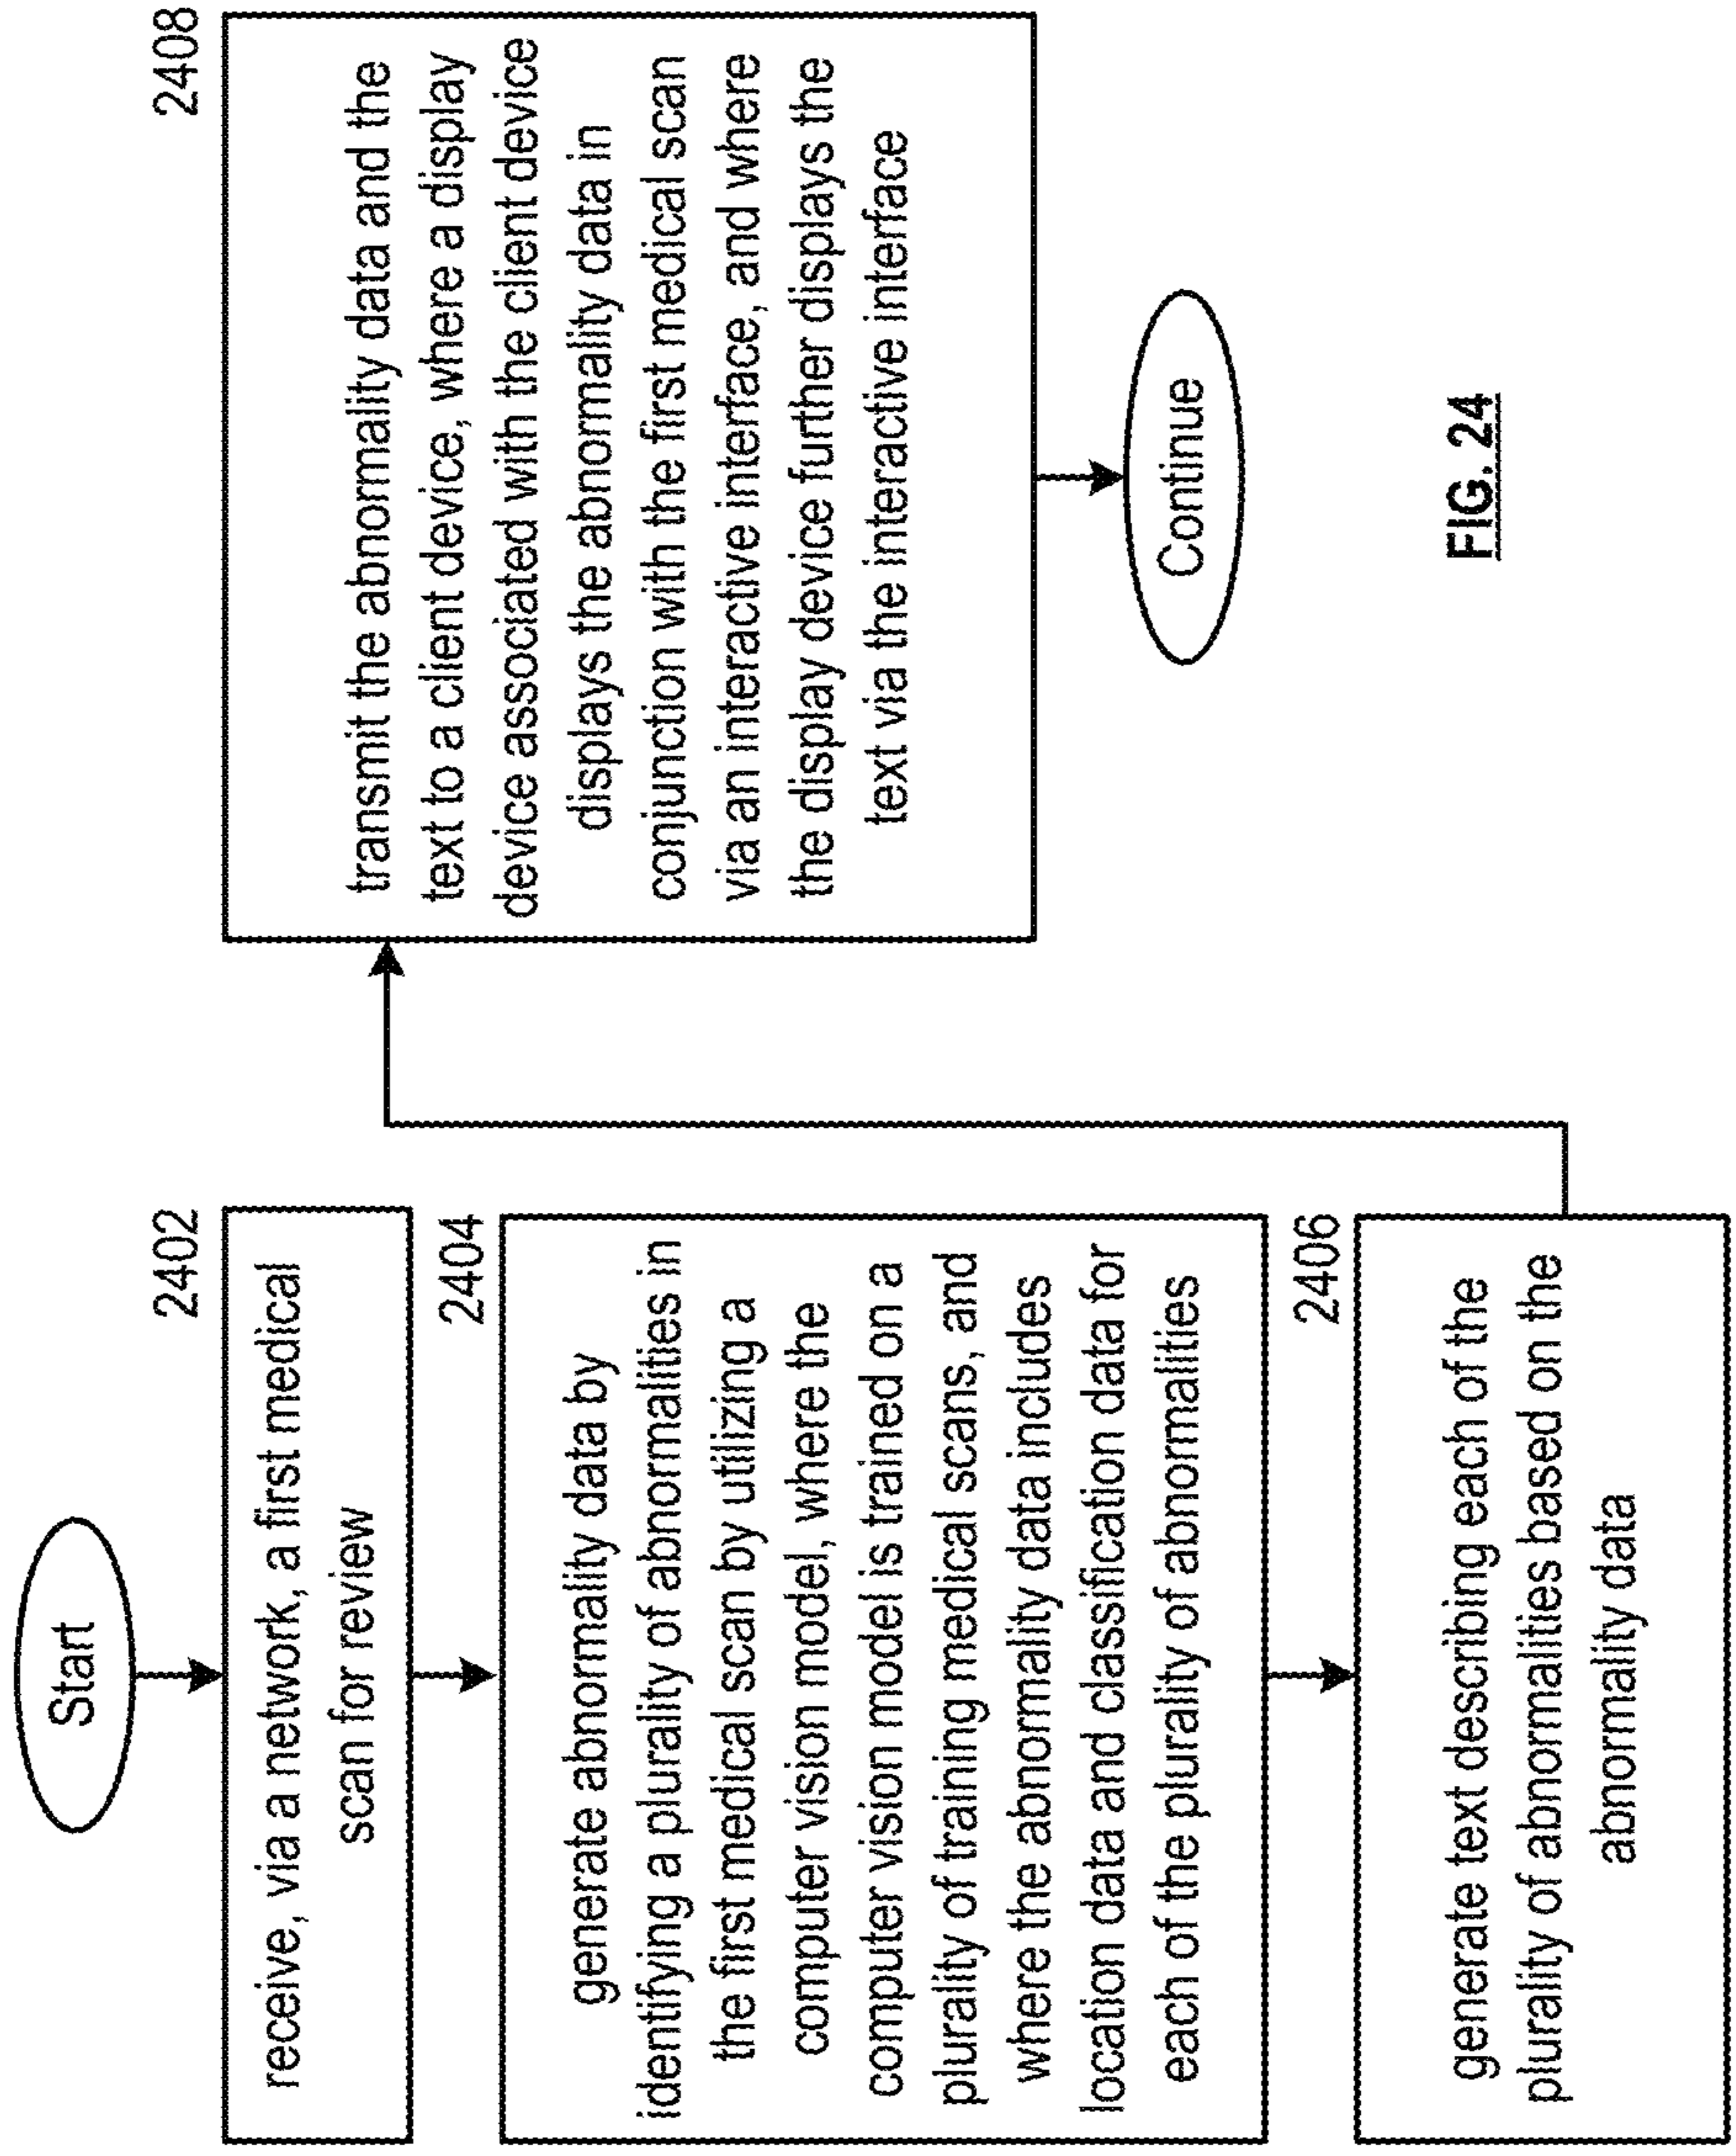 Start
2402
receive, via a network, a first medical
scan for review
2404
generate abnormality data by
identifying a plurality of abnormalities in
the first medical scan by utilizing a
computer vision model, where the
computer vision model is trained on a
plurality of training medical scans, and
where the abnormality data includes
location data and classification data for
each of the plurality of abnormalities
2406
generate text describing each of the
plurality of abnormalities based on the
abnormality data
2408
transmit the abnormality data and the
text to a client device, where a display
device associated with the client device
displays the abnormality data in
conjunction with the first medical scan
via an interactive interface, and where
the display device further displays the
text via the interactive interface
Continue
FIG. 24